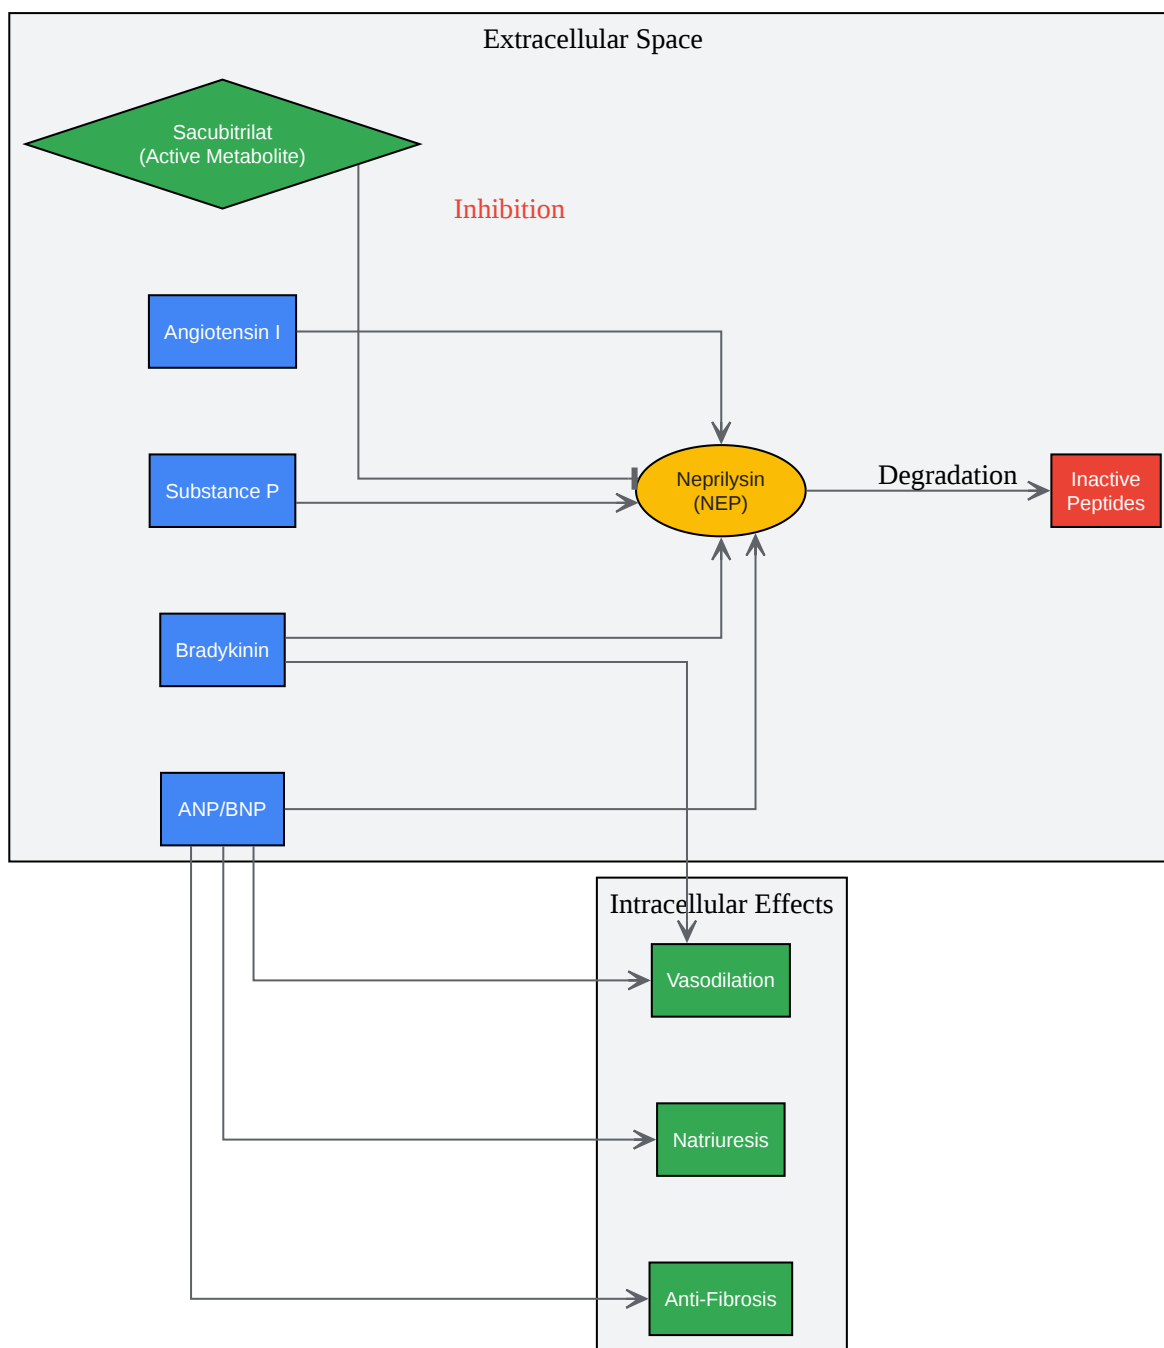 Extracellular Space
Sacubitrilat
(Active Metabolite)
Inhibition
Angiotensin I
Substance P
Neprilysin
(NEP)
Degradation
Inactive
Peptides
Bradykinin
ANP/BNP
Intracellular Effects
Vasodilation
Natriuresis
Anti-Fibrosis